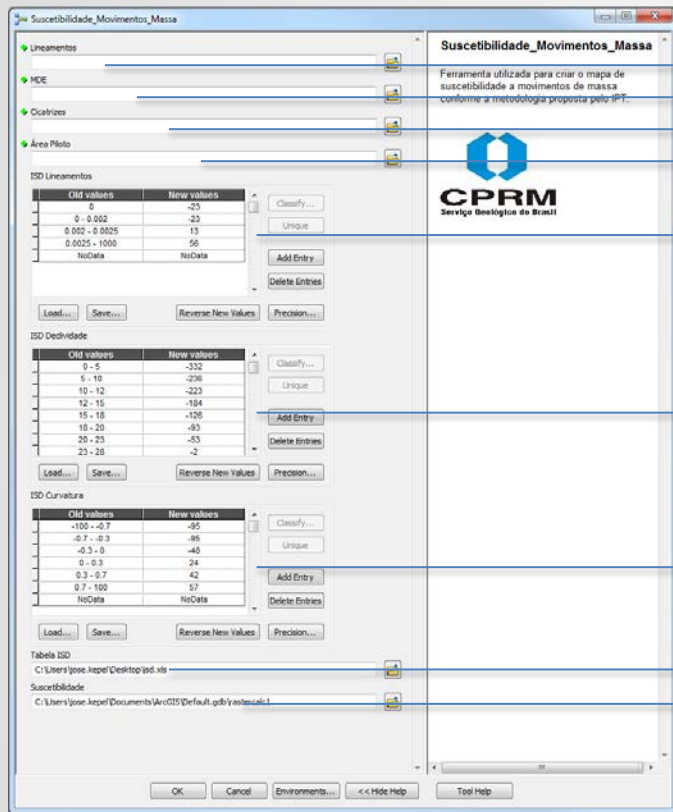 Suscetibilidade_Movimentos_Massa
Lineamentos
MDE
Cicatrizes
Área Piloto
ISD Lineamentos
Old values New values
0 -23
0 - 0.002 -23
0.002 - 0.0025 13
0.0025 - 1000 56
NoData NoData
Classify...
Unique
Add Entry
Delete Entries
Load... Save... Reverse New Values Precision...
ISD Declividade
Old values New values
0 - 5 -332
5 - 10 -236
10 - 12 -223
12 - 15 -184
15 - 18 -126
18 - 20 -93
20 - 23 -53
23 - 28 -2
Classify...
Unique
Add Entry
Delete Entries
Load... Save... Reverse New Values Precision...
ISD Curvatura
Old values New values
-100 - -0.7 -95
-0.7 - -0.3 -95
-0.3 - 0 -48
0 - 0.3 24
0.3 - 0.7 42
0.7 - 100 57
NoData NoData
Classify...
Unique
Add Entry
Delete Entries
Load... Save... Reverse New Values Precision...
Tabela ISD
C:\Users\jose.kepel\Desktop\isd.xls
Suscetibilidade
C:\Users\jose.kepel\Documents\ArcGIS\Default.gdb\rastercalc1
OK Cancel Environments... << Hide Help Tool Help
Suscetibilidade_Movimentos_Massa
Ferramenta utilizada para criar o mapa de
suscetibilidade a movimentos de massa
conforme a metodologia proposta pelo IPT.
CPRM
Serviço Geológico do Brasil